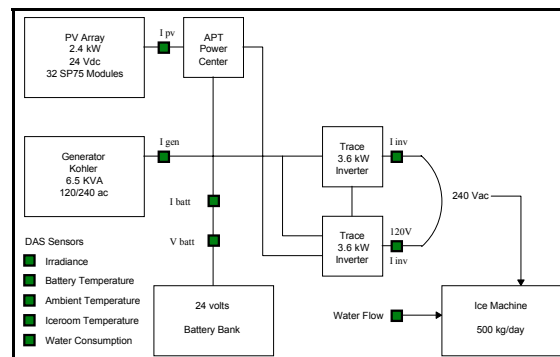 PV Array
2.4 kW
24 Vdc
32 SP75 Modules
I pv
APT
Power
Center
Generator
Kohler
6.5 KVA
120/240 ac
I gen
Trace
3.6 kW
Inverter
I inv
I batt
240 Vac
V batt
Trace
3.6 kW
Inverter
120V
I inv
DAS Sensors
Irradiance
Battery Temperature
Ambient Temperature
Iceroom Temperature
Water Consumption
24 volts
Battery Bank
Water Flow
Ice Machine
500 kg/day